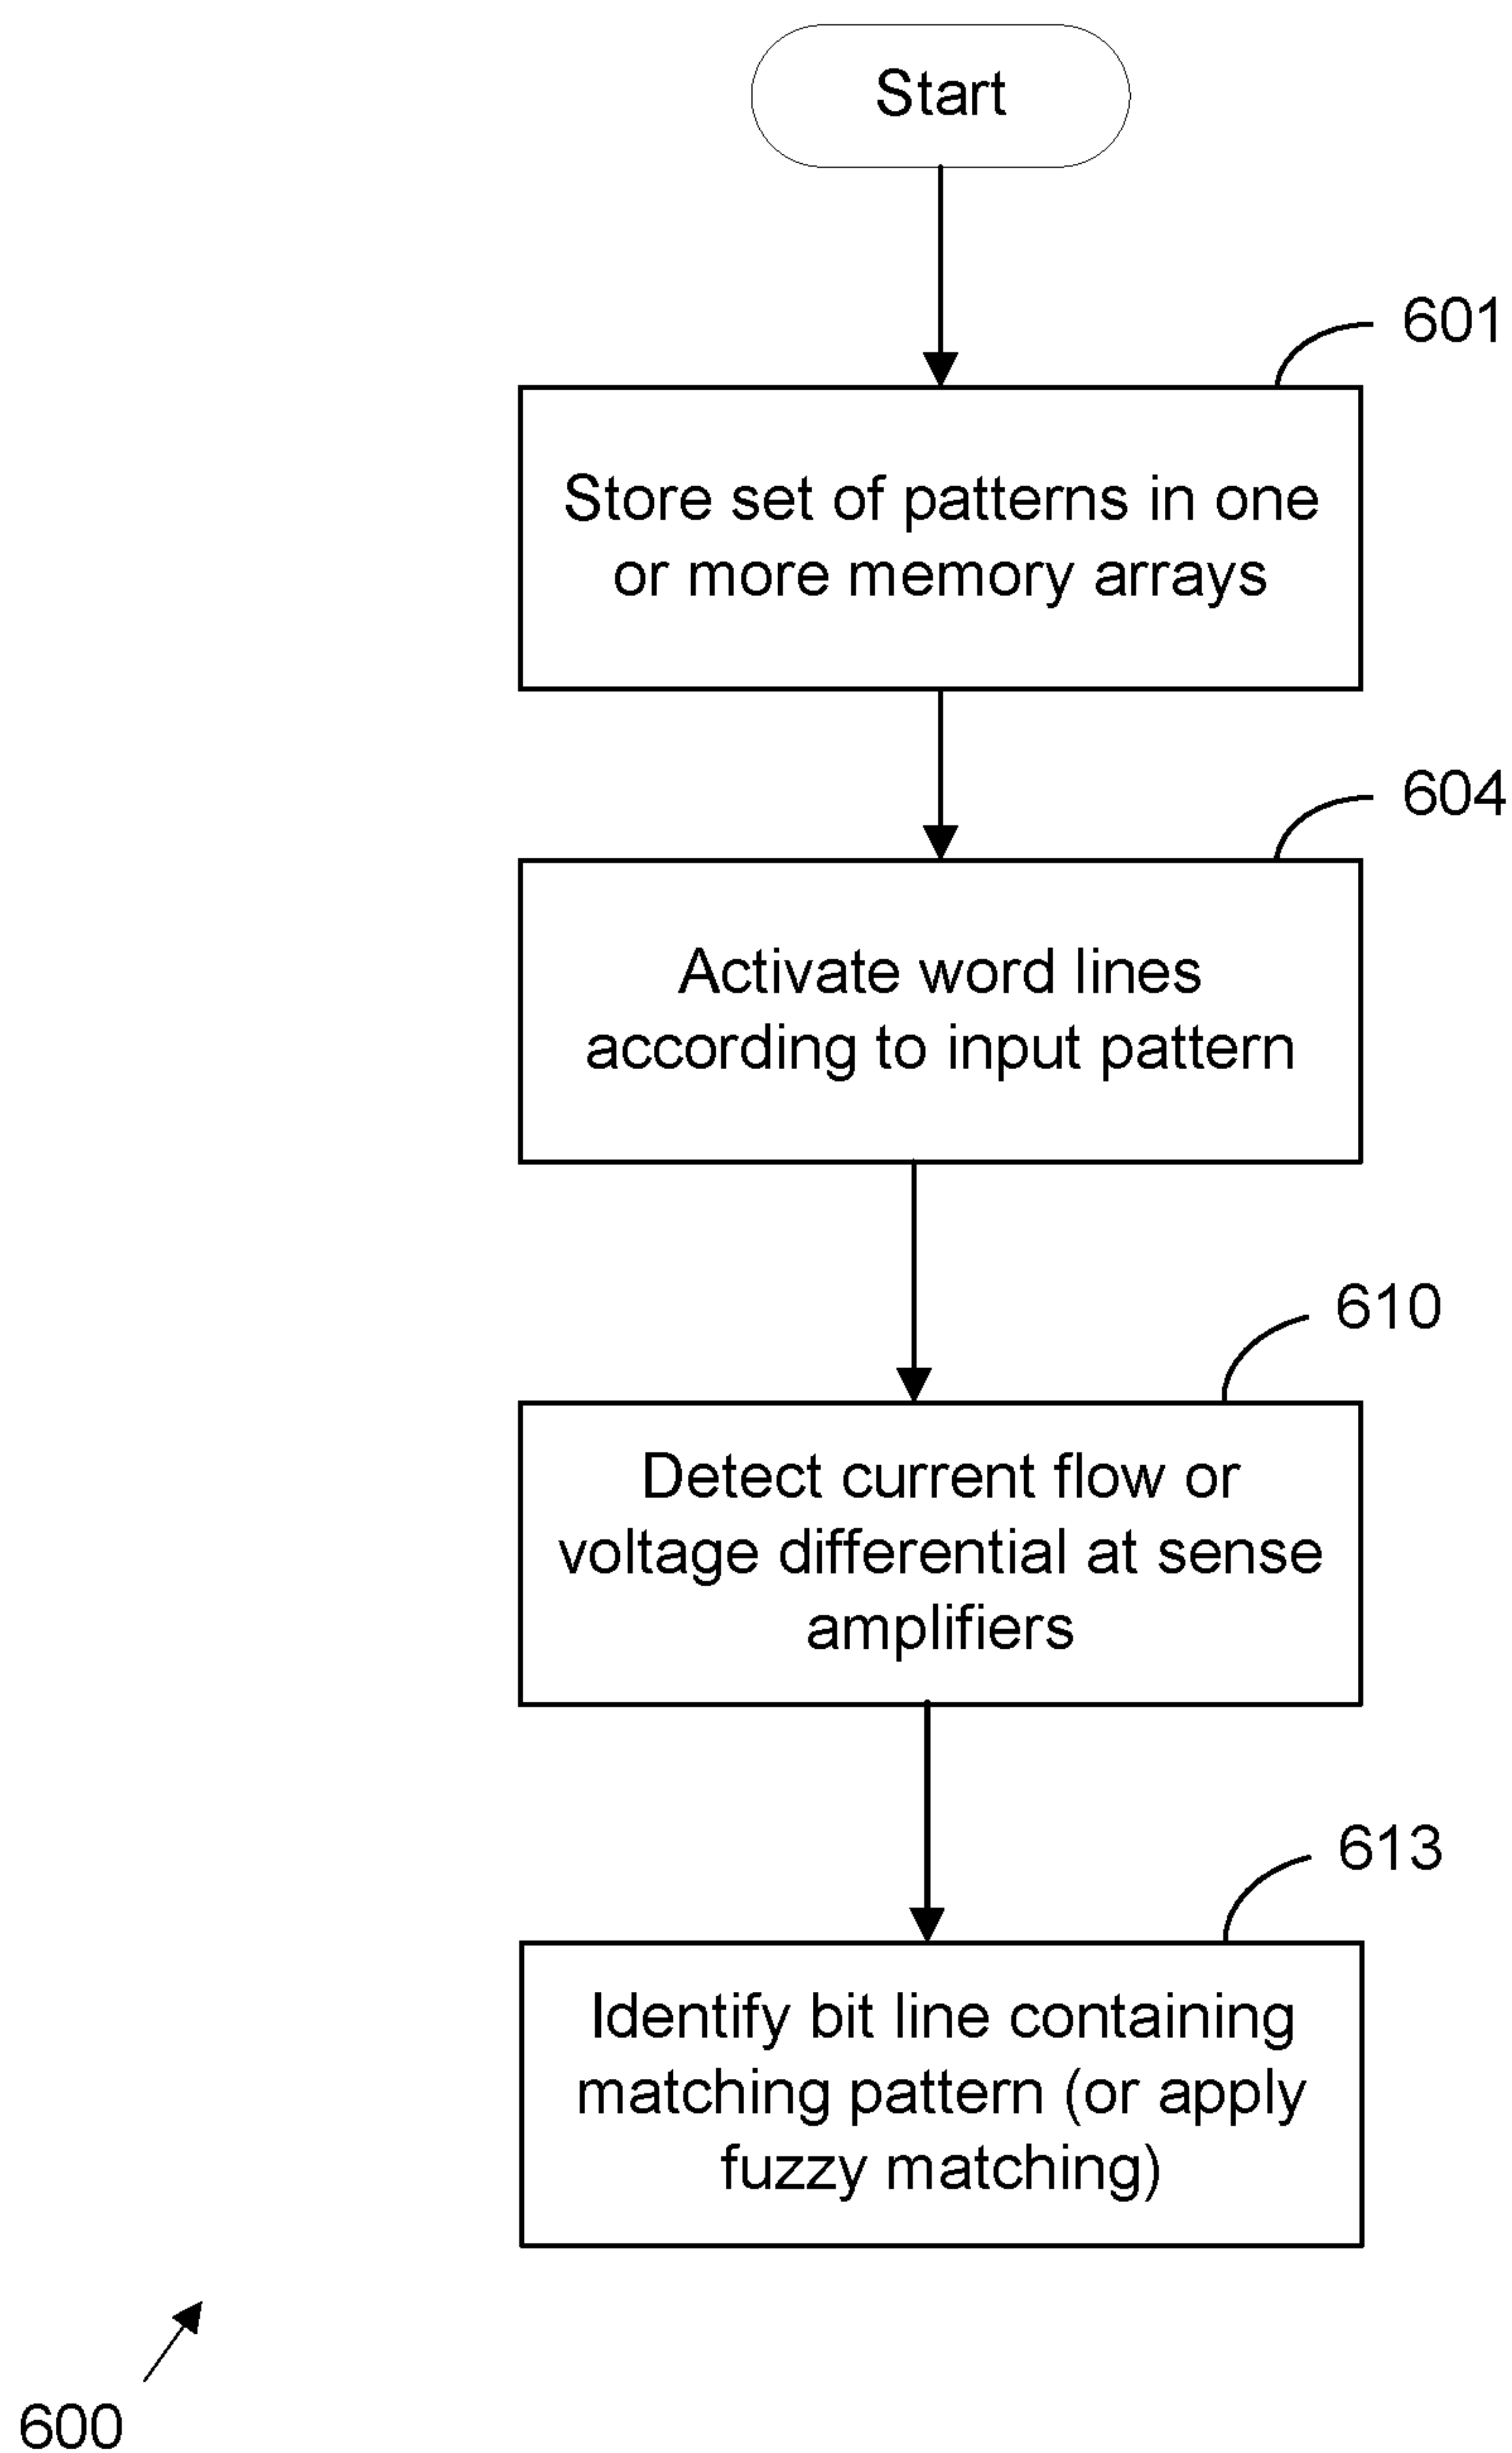 Start
601
Store set of patterns in one
or more memory arrays
604
Activate word lines
according to input pattern
610
Detect current flow or
voltage differential at sense
amplifiers
613
Identify bit line containing
matching pattern (or apply
fuzzy matching)
600